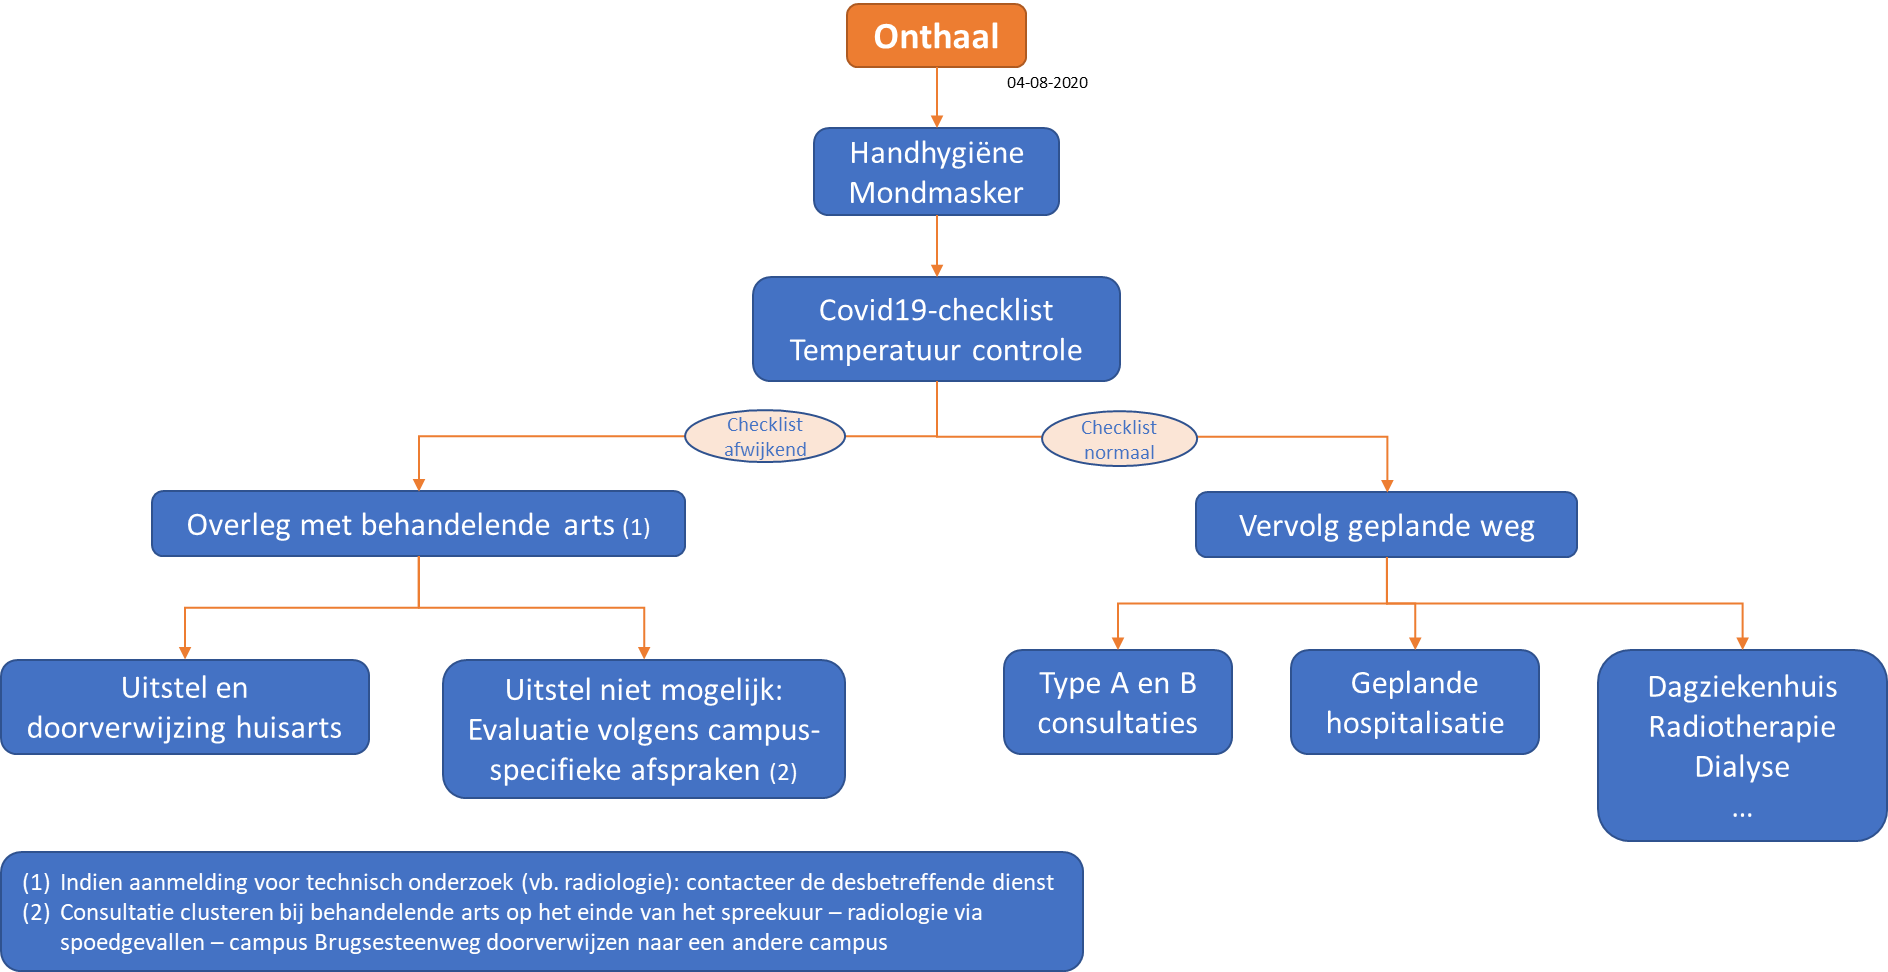 Onthaal
04-08-2020
Handhygiëne
Mondmasker
Covid19-checklist
Temperatuur controle
Checklist
afwijkend
Checklist
normaal
Overleg met behandelende arts (1)
Vervolg geplande weg
Uitstel en
doorverwijzing huisarts
Uitstel niet mogelijk:
Evaluatie volgens campus-
specifieke afspraken (2)
Type A en B
consultaties
Geplande
hospitalisatie
Dagziekenhuis
Radiotherapie
Dialyse
...
(1) Indien aanmelding voor technisch onderzoek (vb. radiologie): contacteer de desbetreffende dienst
(2) Consultatie clusteren bij behandelende arts op het einde van het spreekuur – radiologie via
spoedgevallen – campus Brugsesteenweg doorverwijzen naar een andere campus